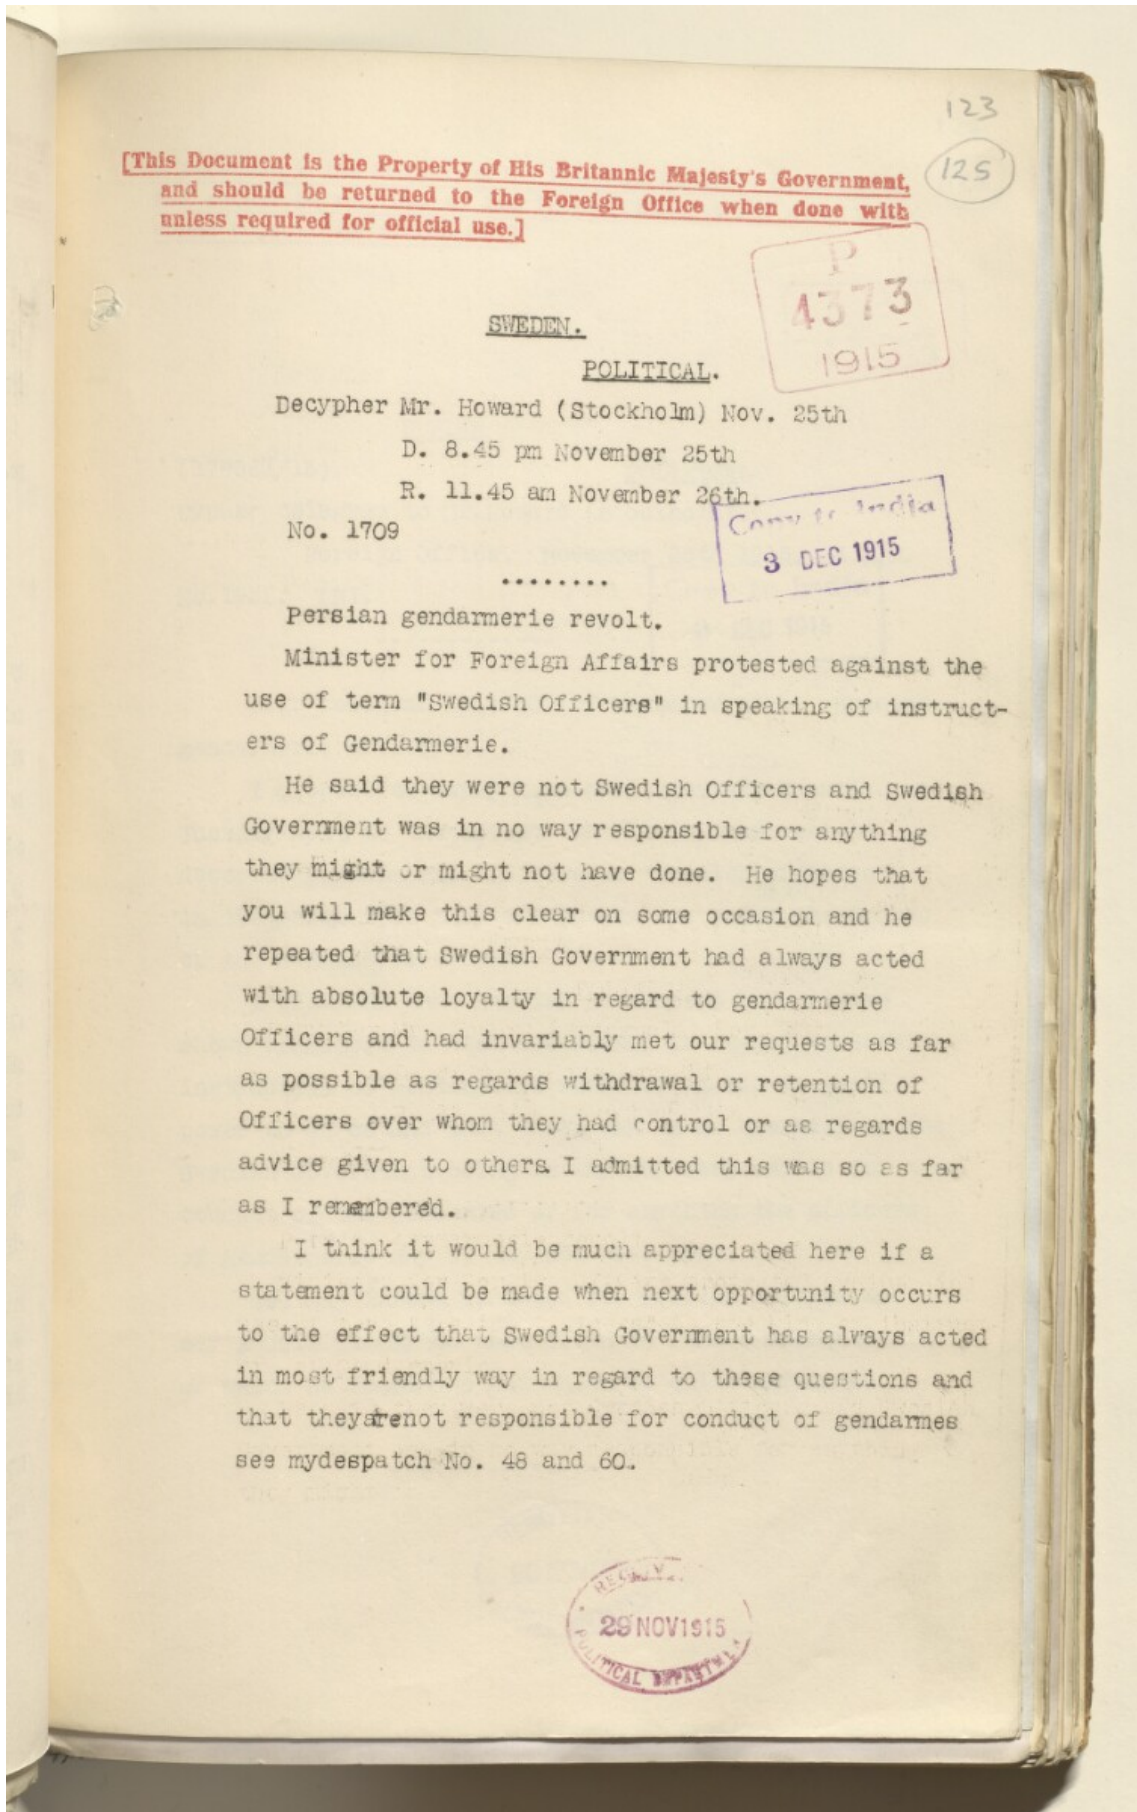 123
125
[This Document is the Property of His Britannic Majesty's Government,
and should be returned to the Foreign Office when done with
unless required for official use.]
P
4373
1915
SWEDEN.
POLITICAL.
Decypher Mr. Howard (Stockholm) Nov. 25th
D. 8.45 pm November 25th
R. 11.45 am November 26th.
Copy to India
3 DEC 1915
No. 1709
........
Persian gendarmerie revolt.
Minister for Foreign Affairs protested against the
use of term "Swedish Officers" in speaking of instruct-
ers of Gendarmerie.
He said they were not Swedish Officers and Swedish
Government was in no way responsible for anything
they might or might not have done. He hopes that
you will make this clear on some occasion and he
repeated that Swedish Government had always acted
with absolute loyalty in regard to gendarmerie
Officers and had invariably met our requests as far
as possible as regards withdrawal or retention of
Officers over whom they had control or as regards
advice given to others I admitted this was so as far
as I remembered.
I think it would be much appreciated here if a
statement could be made when next opportunity occurs
to the effect that Swedish Government has always acted
in most friendly way in regard to these questions and
that theyarenot responsible for conduct of gendarmes
see mydespatch No. 48 and 60.
29 NOV 1915
POLITICAL DEPARTMEN